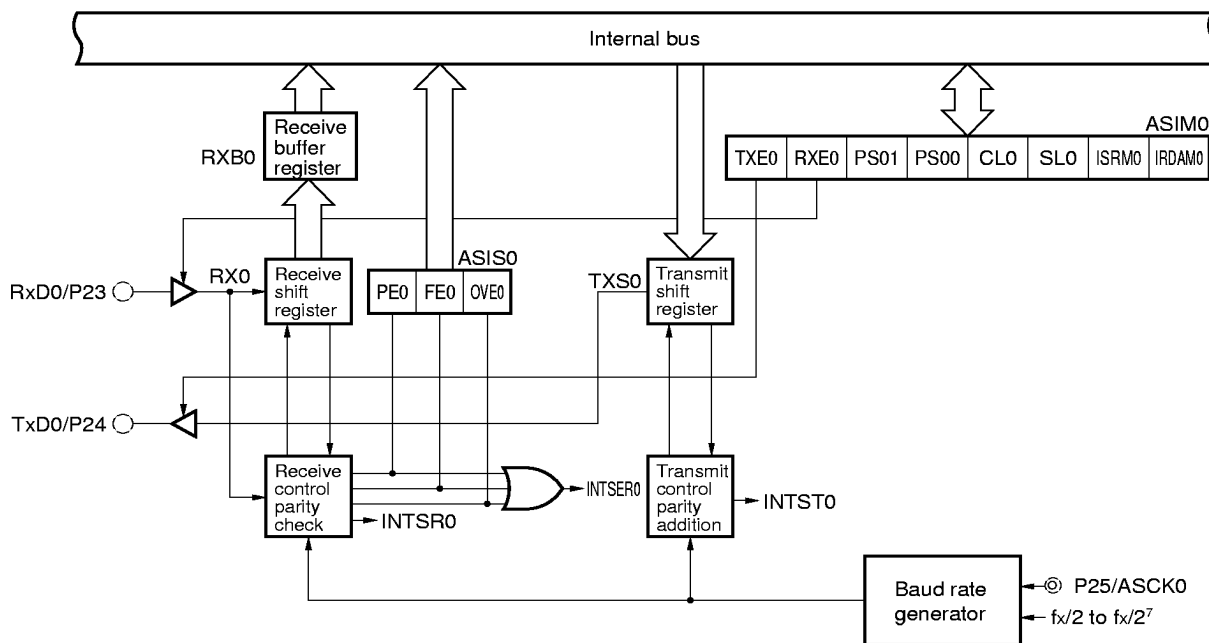 Internal bus
Receive
buffer
register
RXB0
ASIM0
TXE0 RXE0 PS01 PS00 CL0 SL0 ISRM0 IRDAM0
RxD0/P23
RX0
Receive
shift
register
ASIS0
PE0 FE0 OVE0
TXS0
Transmit
shift
register
TxD0/P24
Receive
control
parity
check
INTSR0
INTSER0
Transmit
control
parity
addition
INTST0
Baud rate
generator
P25/ASCK0
fx/2 to fx/2⁷